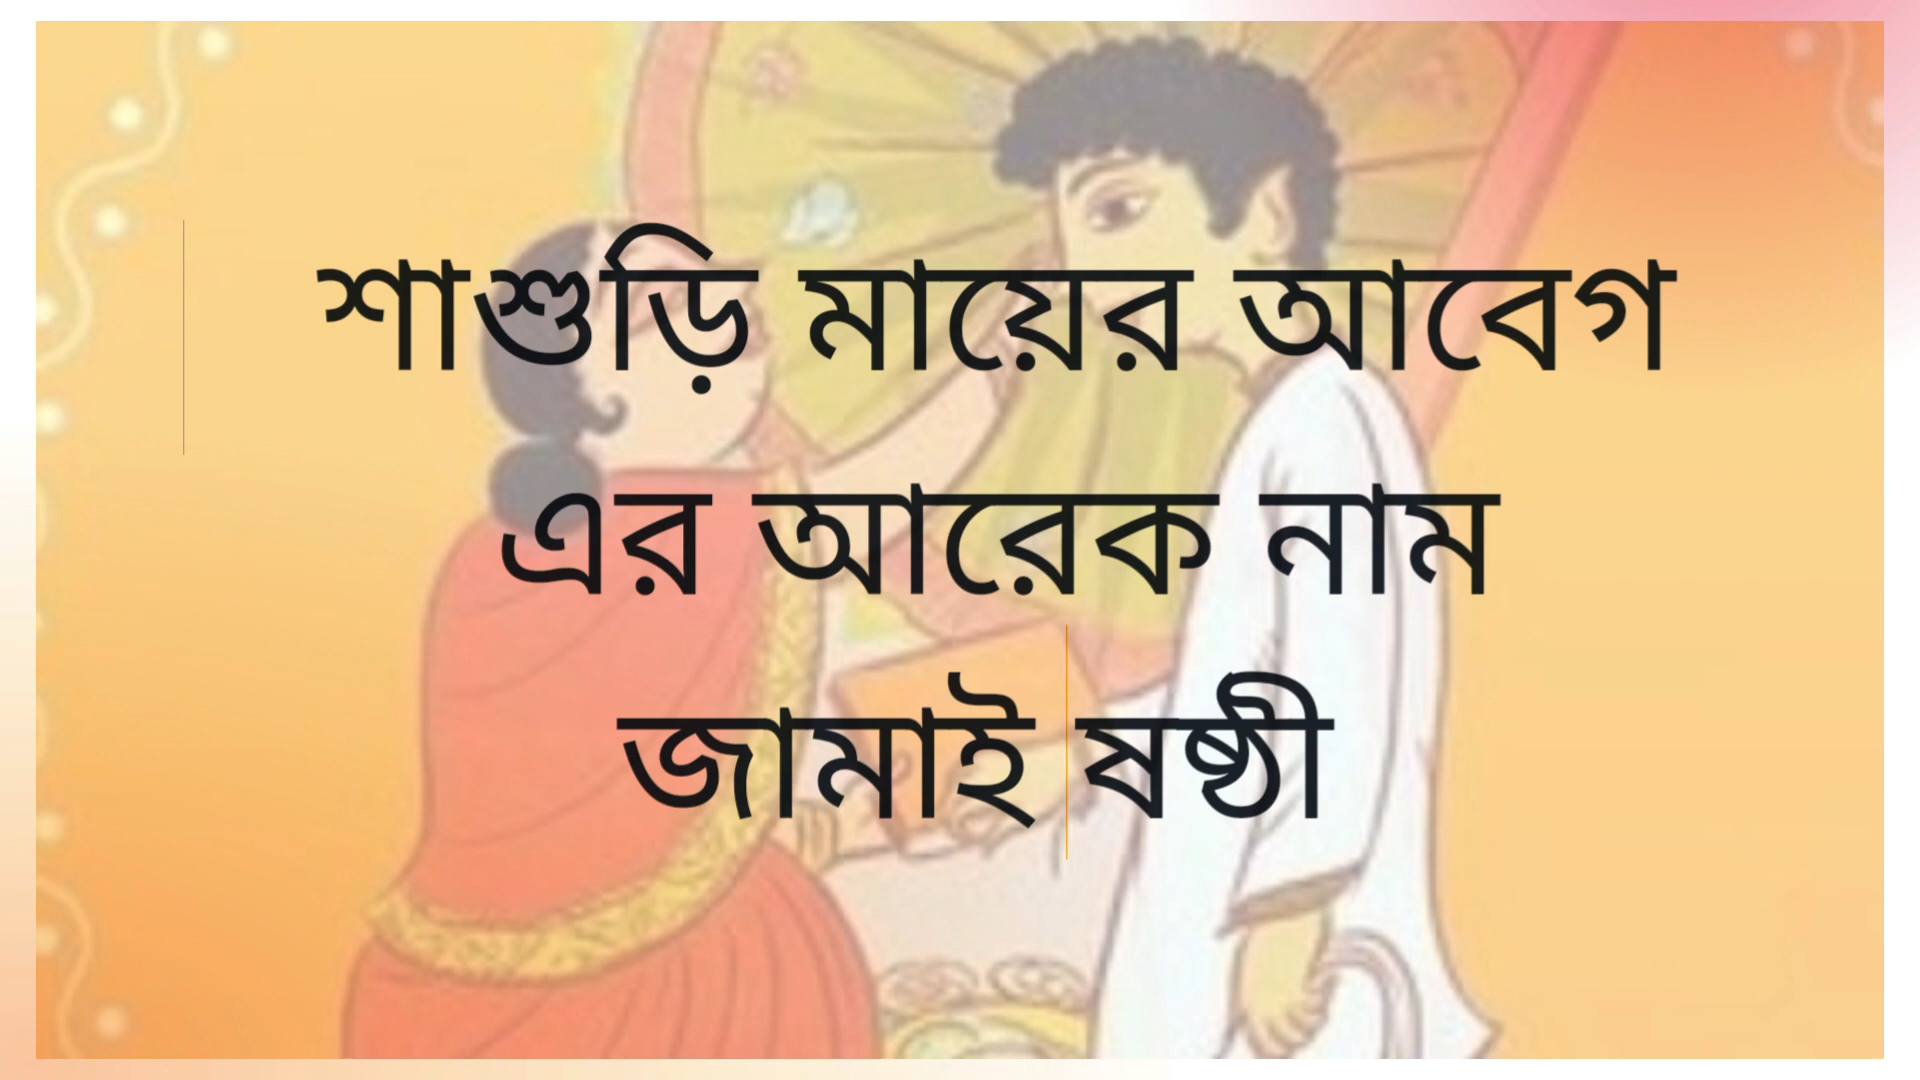 শাশুড়ি মায়ের আবেগ
এর আরেক নাম
জামাই ষষ্ঠী